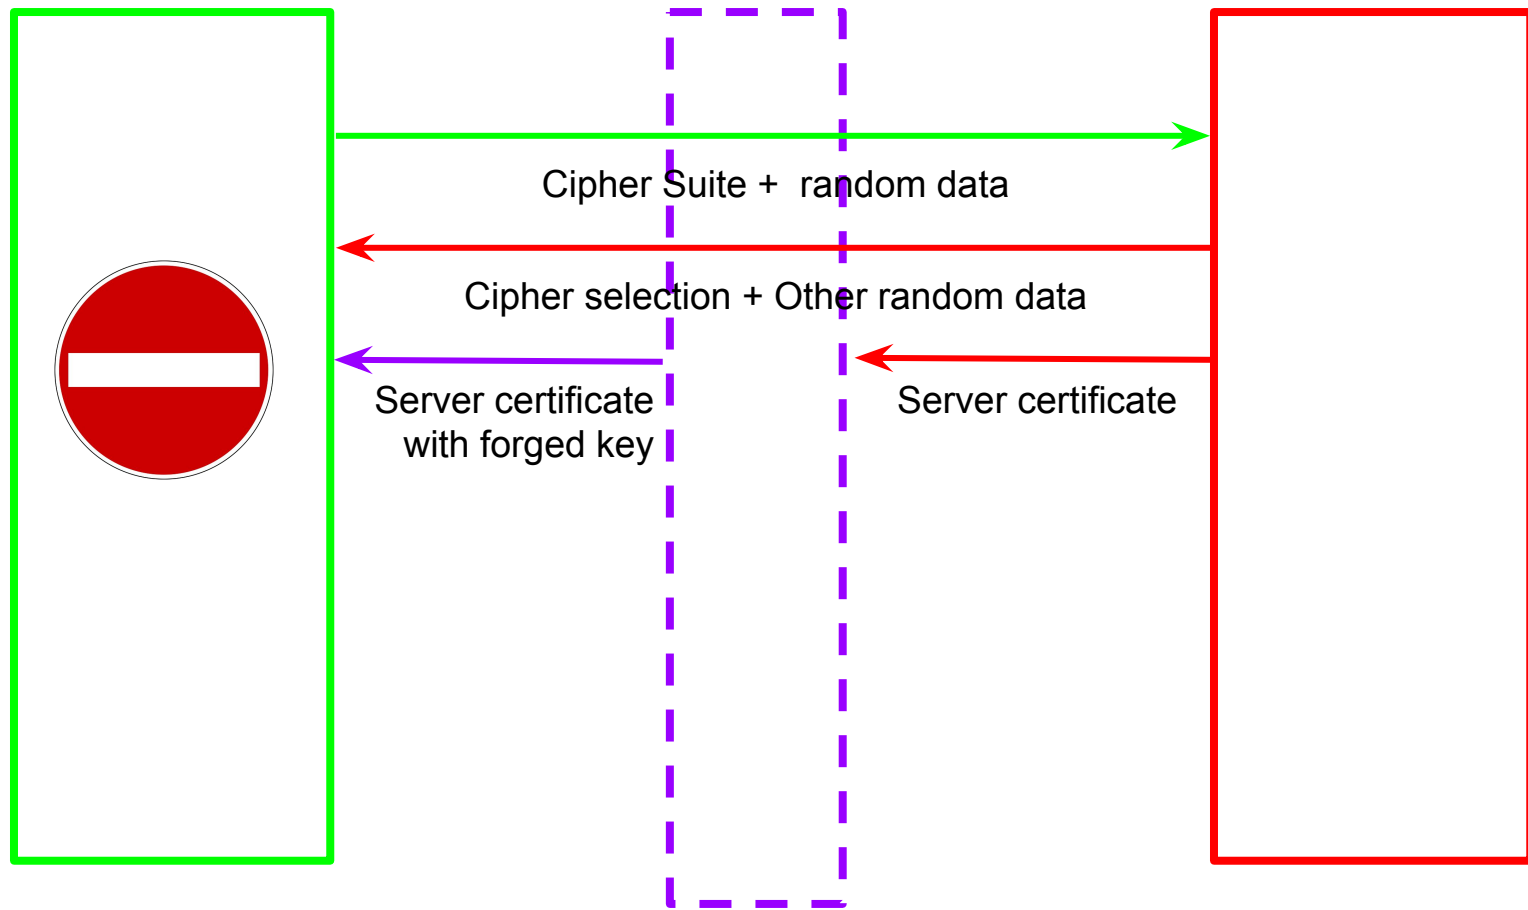 Cipher Suite +  random data
Cipher selection + Other random data
Server certificate
with forged key
Server certificate